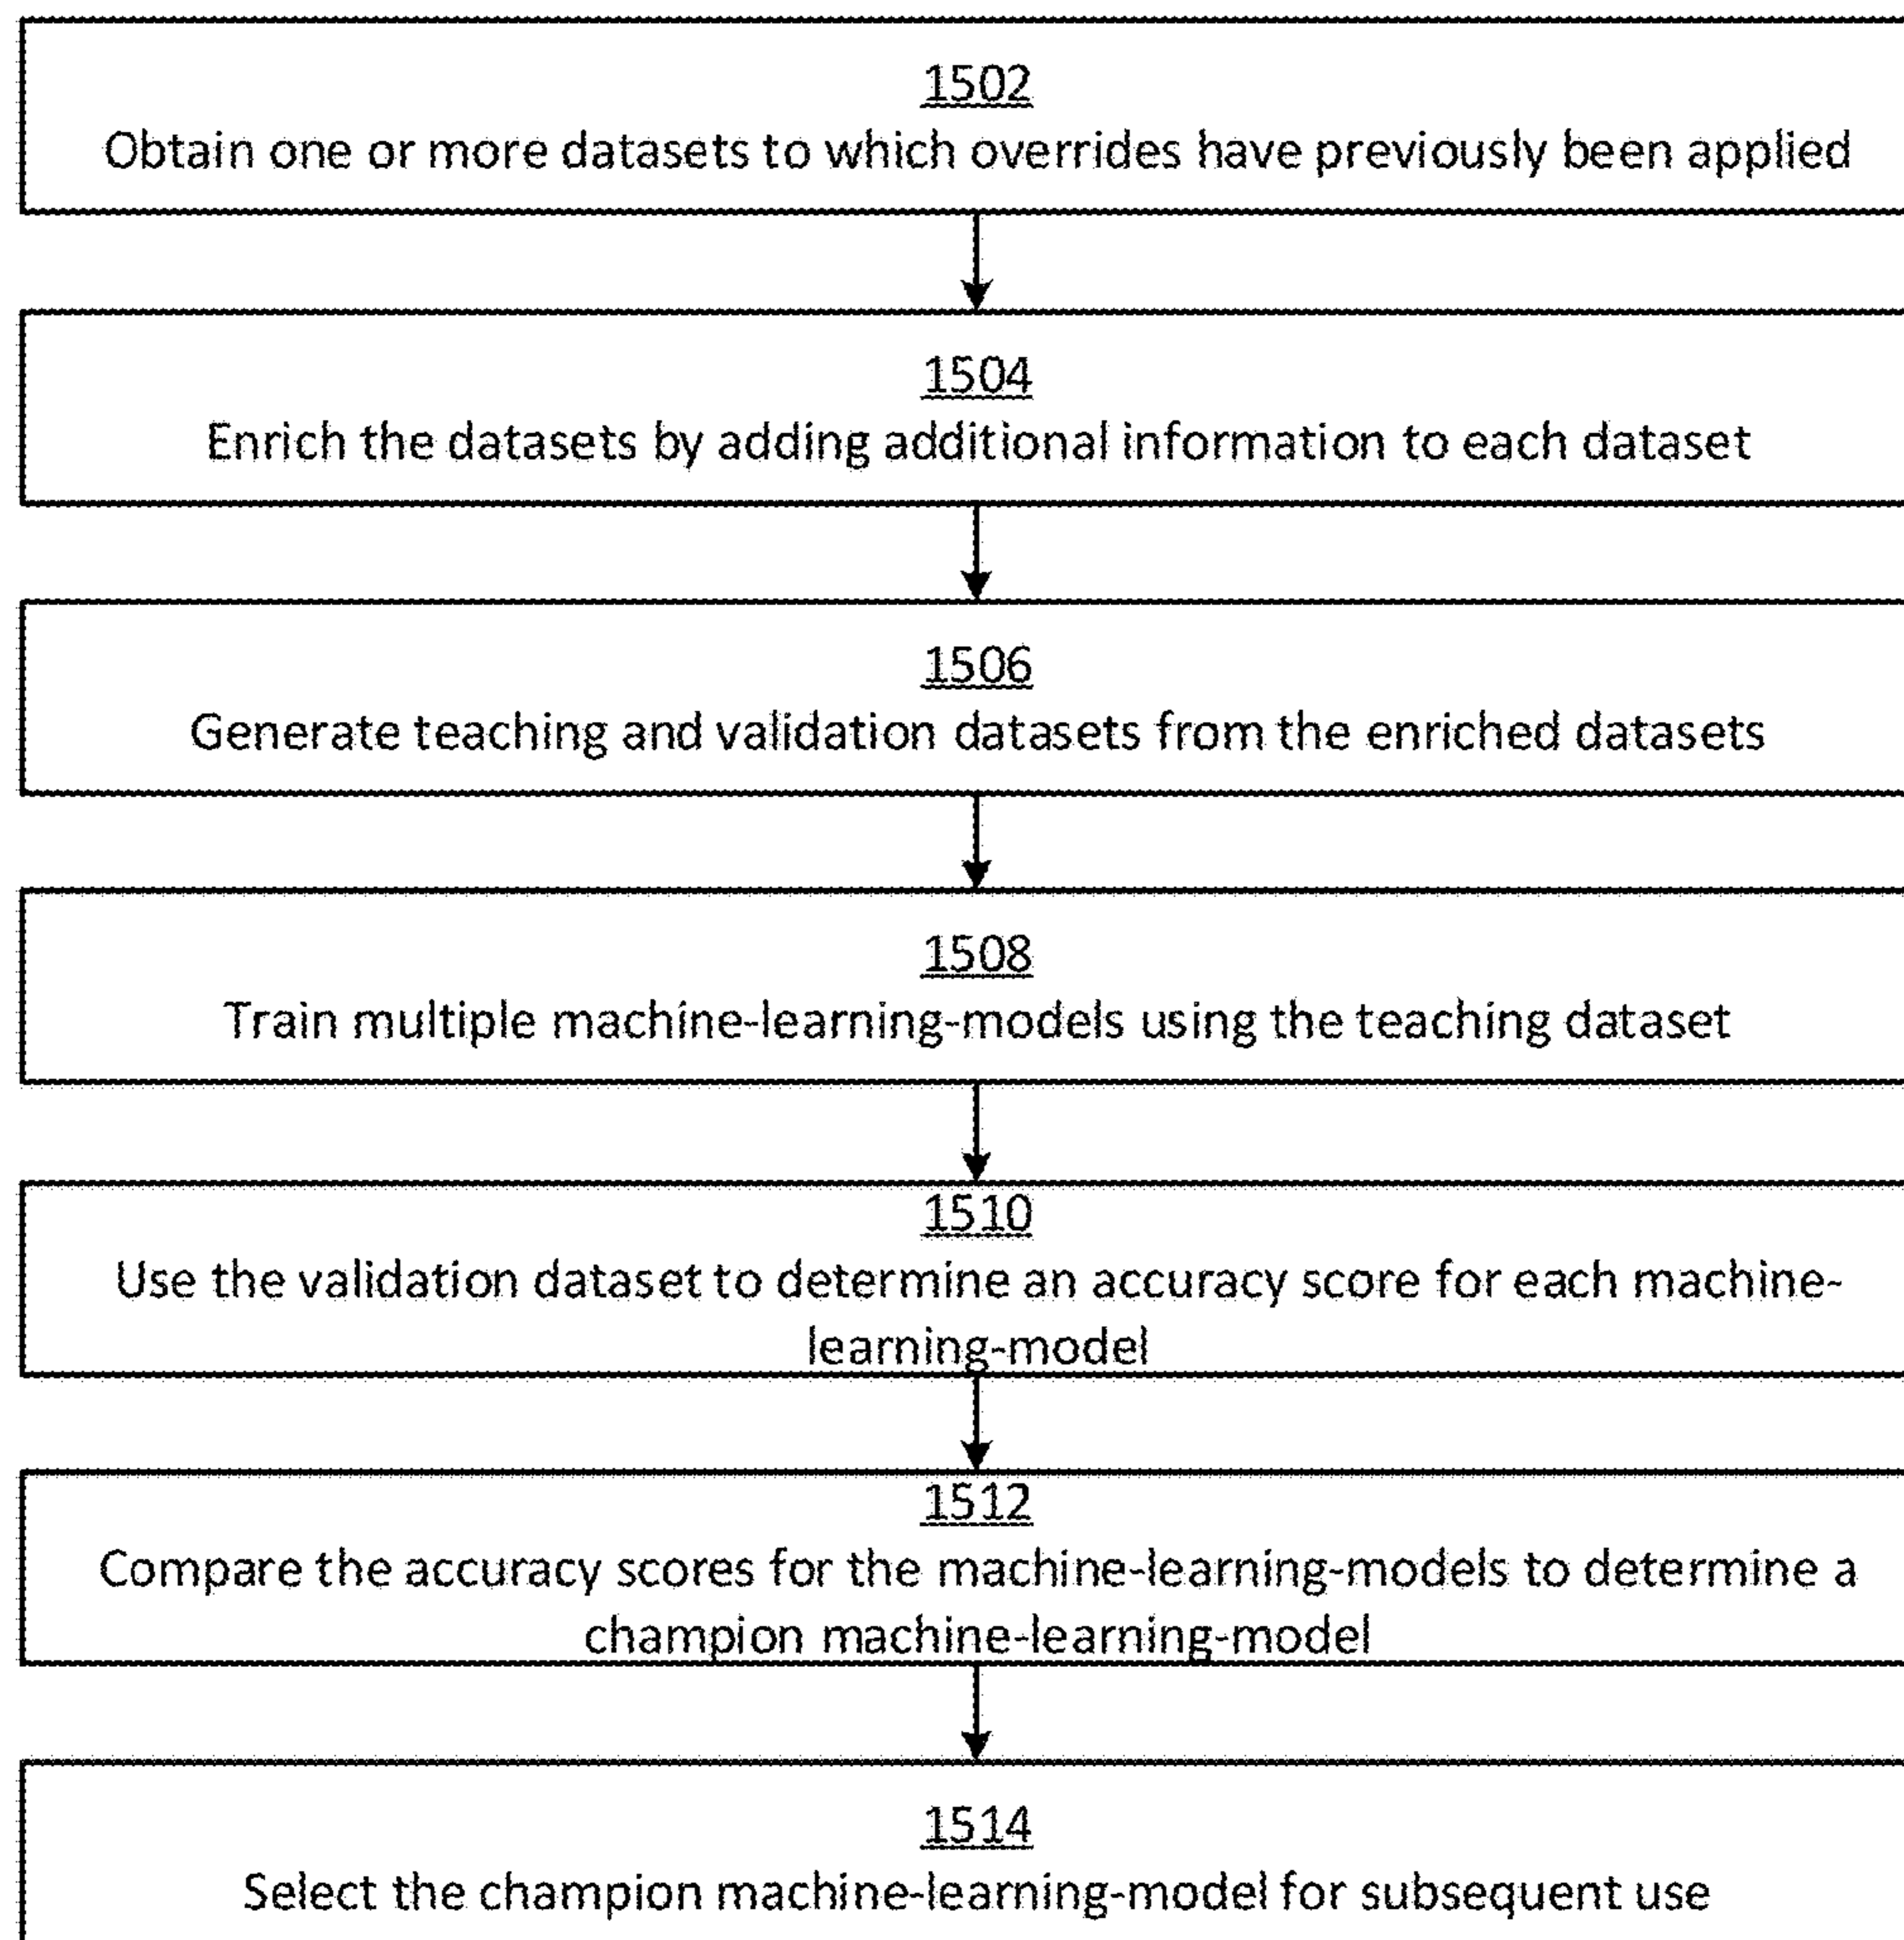 1502
Obtain one or more datasets to which overrides have previously been applied
1504
Enrich the datasets by adding additional information to each dataset
1506
Generate teaching and validation datasets from the enriched datasets
1508
Train multiple machine-learning-models using the teaching dataset
1510
Use the validation dataset to determine an accuracy score for each machine-
learning-model
1512
Compare the accuracy scores for the machine-learning-models to determine a
champion machine-learning-model
1514
Select the champion machine-learning-model for subsequent use